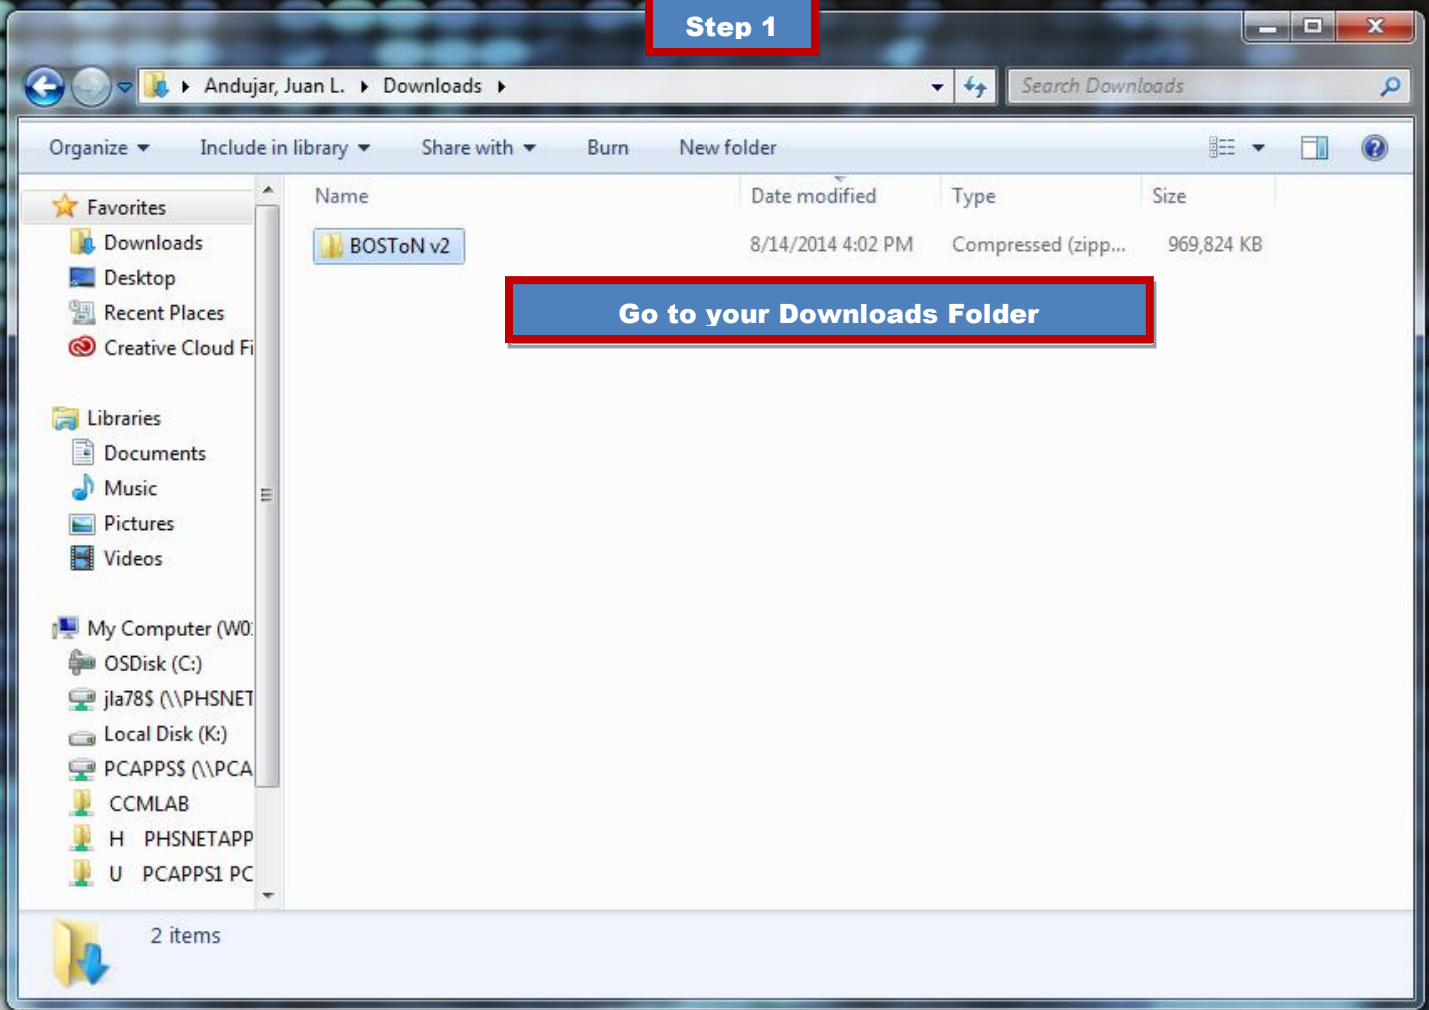 Step 1
Andujar, Juan L. Downloads
Search Downloads
Organize Include in library Share with Burn New folder
Name Date modified Type Size
BOSToN v2 8/14/2014 4:02 PM Compressed (zipp... 969,824 KB
Go to your Downloads Folder
Favorites
Downloads
Desktop
Recent Places
Creative Cloud Fi
Libraries
Documents
Music
Pictures
Videos
My Computer (W0
OSDisk (C:)
jla78$ (\\PHSNET
Local Disk (K:)
PCAPPS$ (\\PCA
CCMLAB
H PHSNETAPP
U PCAPPS1 PC
2 items